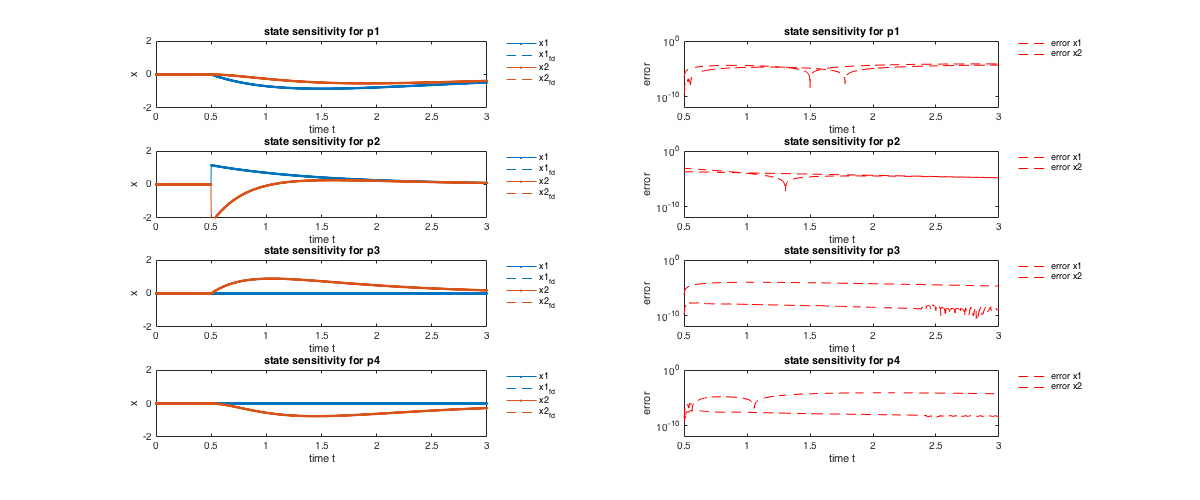 state sensitivity for p1
2
0
-2
x
0 0.5 1 1.5 2 2.5 3
time t
x1
x1fd
x2
x2fd
state sensitivity for p1
10^0
10^-10
error
0.5 1 1.5 2 2.5 3
error x1
error x2
state sensitivity for p2
2
0
-2
x
0 0.5 1 1.5 2 2.5 3
time t
x1
x1fd
x2
x2fd
state sensitivity for p2
10^0
10^-10
error
0.5 1 1.5 2 2.5 3
error x1
error x2
state sensitivity for p3
2
0
-2
x
0 0.5 1 1.5 2 2.5 3
time t
x1
x1fd
x2
x2fd
state sensitivity for p3
10^0
10^-10
error
0.5 1 1.5 2 2.5 3
time t
error x1
error x2
state sensitivity for p4
2
0
-2
x
0 0.5 1 1.5 2 2.5 3
time t
x1
x1fd
x2
x2fd
state sensitivity for p4
10^0
10^-10
error
0.5 1 1.5 2 2.5 3
time t
error x1
error x2